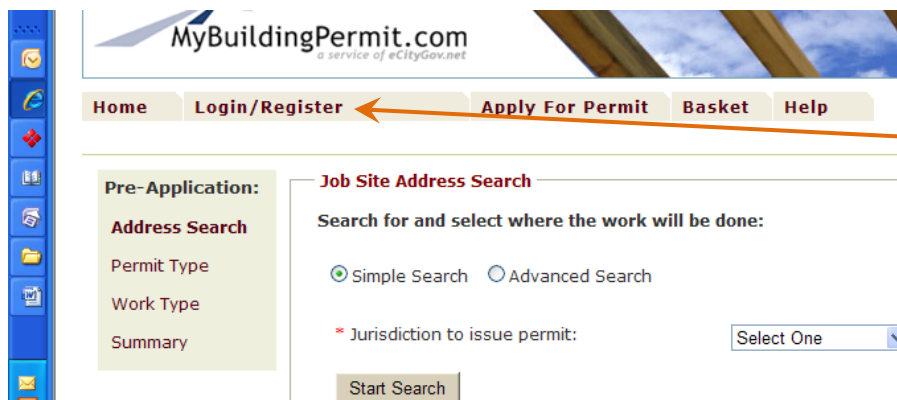 MyBuildingPermit.com
a service of eCityGov.net
Home Login/Register Apply For Permit Basket Help
Pre-Application:
Address Search
Permit Type
Work Type
Summary
Job Site Address Search
Search for and select where the work will be done:
Simple Search Advanced Search
* Jurisdiction to issue permit: Select One
Start Search